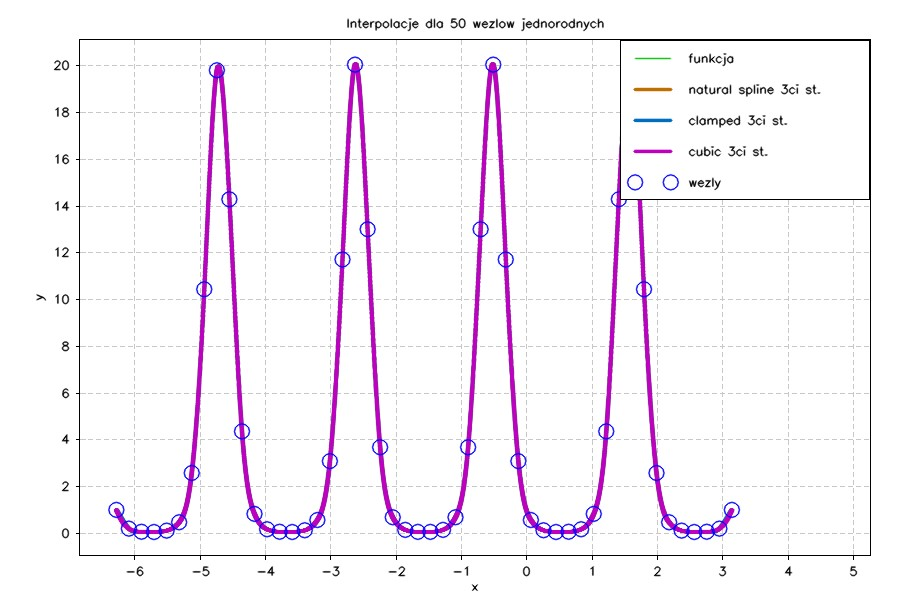 Interpolacje dla 50 wezlow jednorodnych
funkcja
natural spline 3ci st.
clamped 3ci st.
cubic 3ci st.
wezly
20
18
16
14
12
10
8
6
4
2
0
y
−6 −5 −4 −3 −2 −1 0 1 2 3 4 5
x